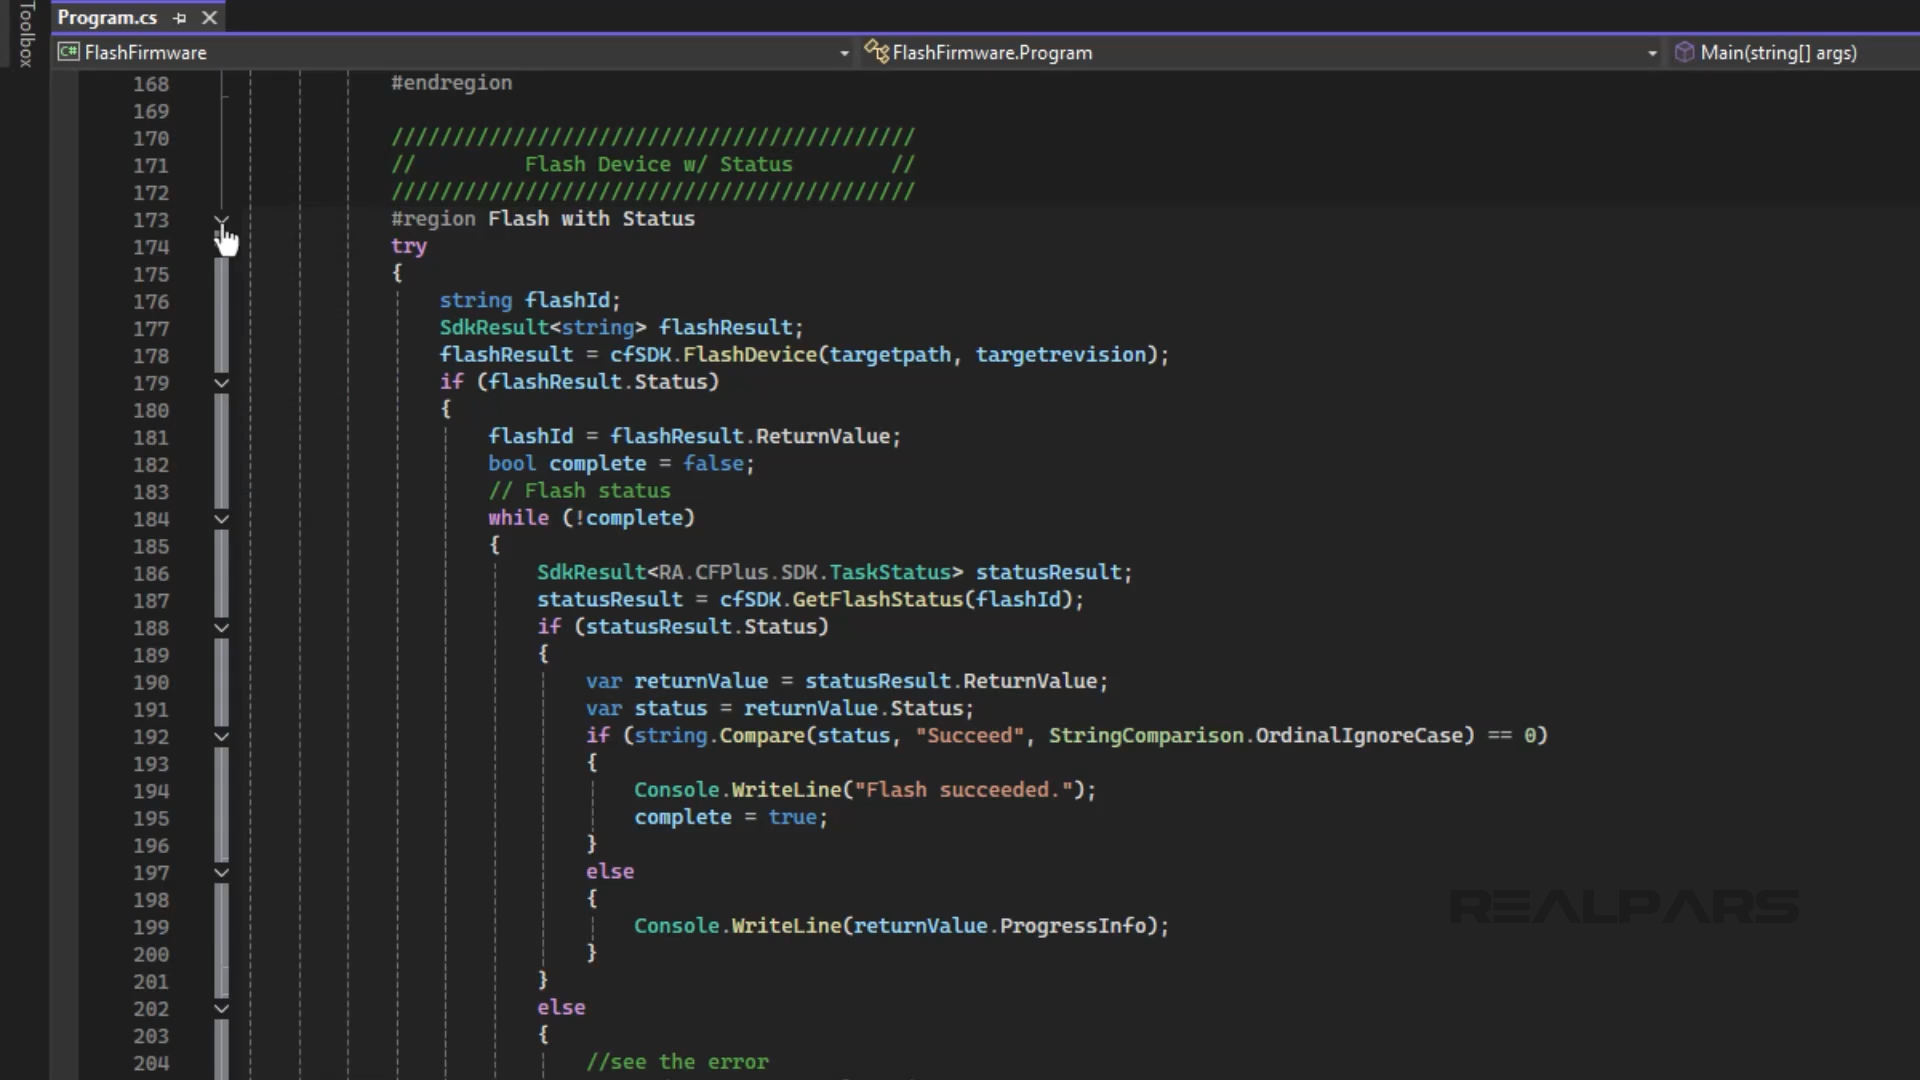 Toolbox
Program.cs
FlashFirmware
FlashFirmware.Program
Main(string[] args)
168 #endregion
169
170 ///////////////////////////////////////////
171 // Flash Device w/ Status //
172 ///////////////////////////////////////////
173 #region Flash with Status
174 try
175 {
176 string flashId;
177 SdkResult<string> flashResult;
178 flashResult = cfSDK.FlashDevice(targetpath, targetrevision);
179 if (flashResult.Status)
180 {
181 flashId = flashResult.ReturnValue;
182 bool complete = false;
183 // Flash status
184 while (!complete)
185 {
186 SdkResult<RA.CFPlus.SDK.TaskStatus> statusResult;
187 statusResult = cfSDK.GetFlashStatus(flashId);
188 if (statusResult.Status)
189 {
190 var returnValue = statusResult.ReturnValue;
191 var status = returnValue.Status;
192 if (string.Compare(status, "Succeed", StringComparison.OrdinalIgnoreCase) == 0)
193 {
194 Console.WriteLine("Flash succeeded.");
195 complete = true;
196 }
197 else
198 {
199 Console.WriteLine(returnValue.ProgressInfo);
200 }
201 }
202 else
203 {
204 //see the error
REALPARS